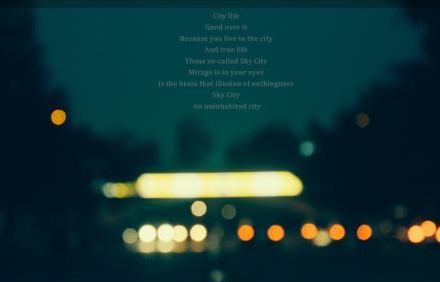 City life
Good over it
Because you live in the city
And true life
Those so-called Sky City
Mirage is in your eyes
Is the brain that illusion of nothingness
Sky City
An uninhabited city